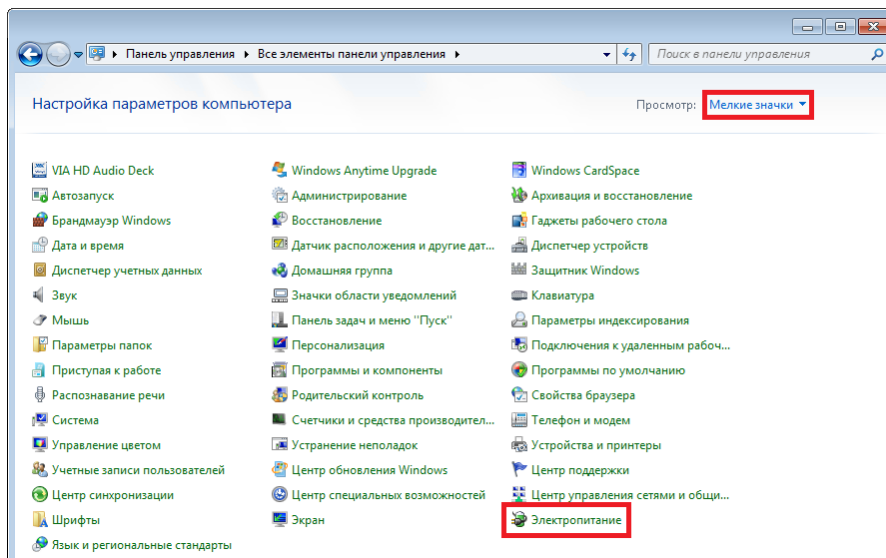 Панель управления ▸ Все элементы панели управления ▸ Поиск в панели управления
Настройка параметров компьютера Просмотр: Мелкие значки
VIA HD Audio Deck Windows Anytime Upgrade Windows CardSpace
Автозапуск Администрирование Архивация и восстановление
Брандмауэр Windows Восстановление Гаджеты рабочего стола
Дата и время Датчик расположения и другие дат... Диспетчер устройств
Диспетчер учетных данных Домашняя группа Защитник Windows
Звук Значки области уведомлений Клавиатура
Мышь Панель задач и меню "Пуск" Параметры индексирования
Параметры папок Персонализация Подключения к удаленным рабоч...
Приступая к работе Программы и компоненты Программы по умолчанию
Распознавание речи Родительский контроль Свойства браузера
Система Счетчики и средства производител... Телефон и модем
Управление цветом Устранение неполадок Устройства и принтеры
Учетные записи пользователей Центр обновления Windows Центр поддержки
Центр синхронизации Центр специальных возможностей Центр управления сетями и общи...
Шрифты Экран Электропитание
Язык и региональные стандарты